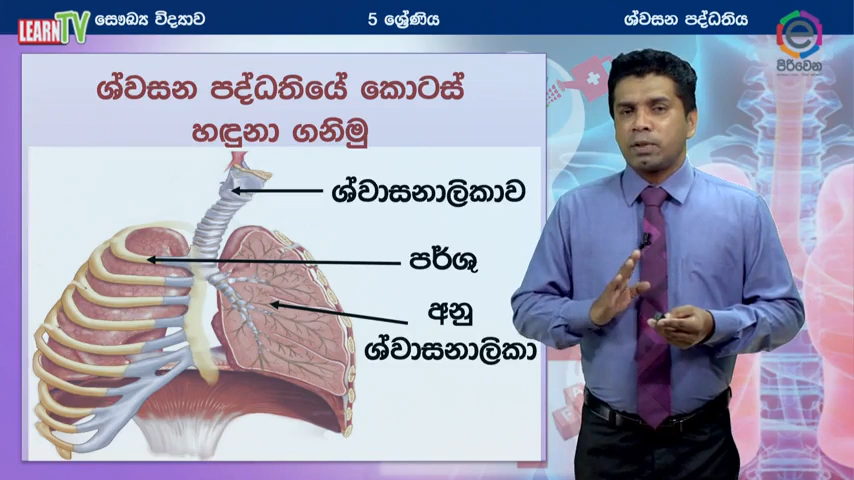 LEARN TV
සෞඛ්‍ය විද්‍යාව
5 ශ්‍රේණිය
ශ්වසන පද්ධතිය
පිරිවෙන
ශ්වසන පද්ධතියේ කොටස්
හඳුනා ගනිමු
ශ්වාසනාලිකාව
පර්ශු
අනු
ශ්වාසනාලිකා